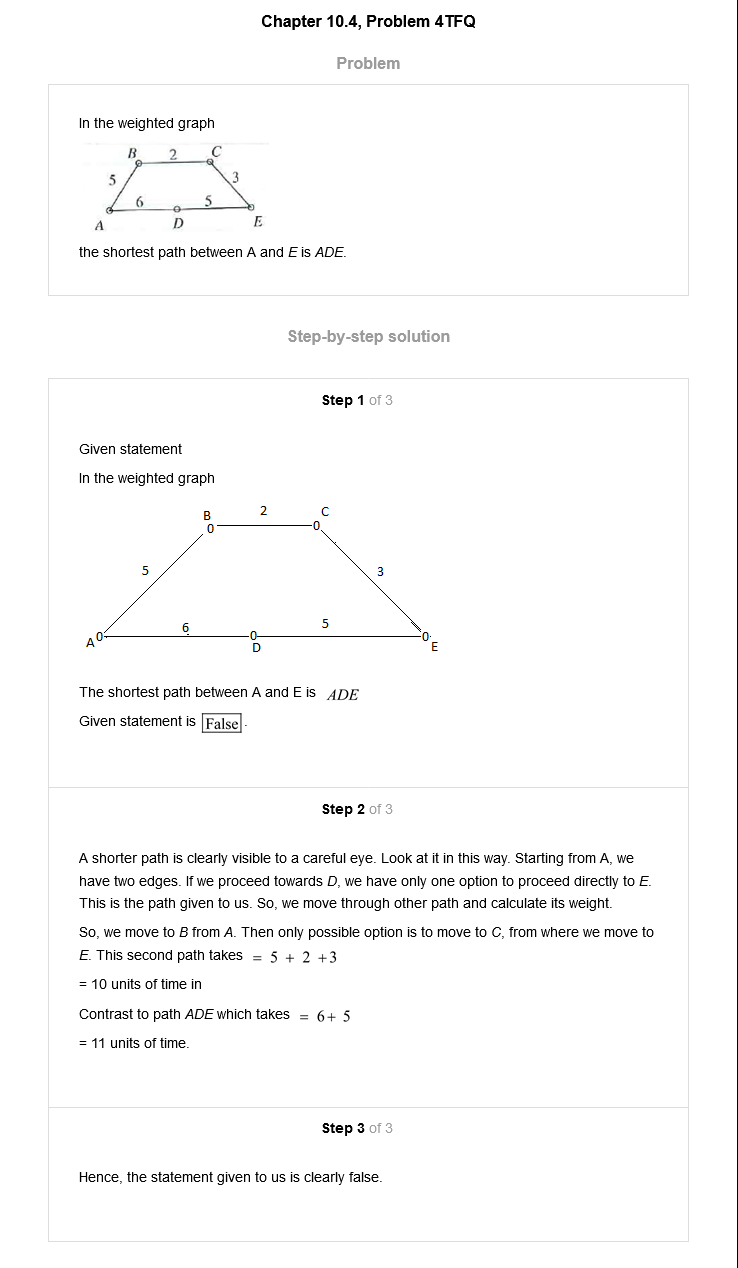 Chapter 10.4, Problem 4TFQ
Problem
In the weighted graph
B 2 C
5 3
6 5
A D E
the shortest path between A and E is ADE.
Step-by-step solution
Step 1 of 3
Given statement
In the weighted graph
B 2 C
0 0
5 3
6 5
A 0 0 0
D E
The shortest path between A and E is ADE
Given statement is False.
Step 2 of 3
A shorter path is clearly visible to a careful eye. Look at it in this way. Starting from A, we
have two edges. If we proceed towards D, we have only one option to proceed directly to E.
This is the path given to us. So, we move through other path and calculate its weight.
So, we move to B from A. Then only possible option is to move to C, from where we move to
E. This second path takes = 5 + 2 +3
= 10 units of time in
Contrast to path ADE which takes = 6+ 5
= 11 units of time.
Step 3 of 3
Hence, the statement given to us is clearly false.